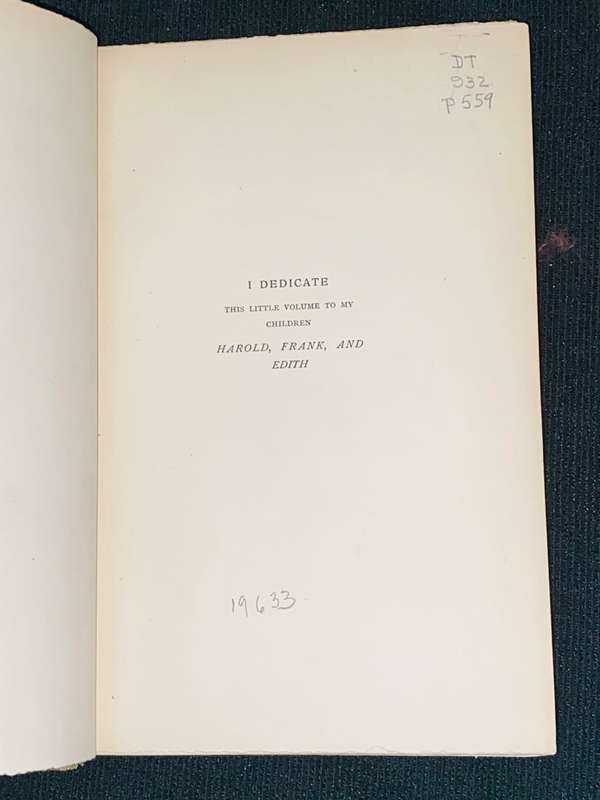 DT
932
P559
I DEDICATE
THIS LITTLE VOLUME TO MY
CHILDREN
HAROLD, FRANK, AND
EDITH
19633